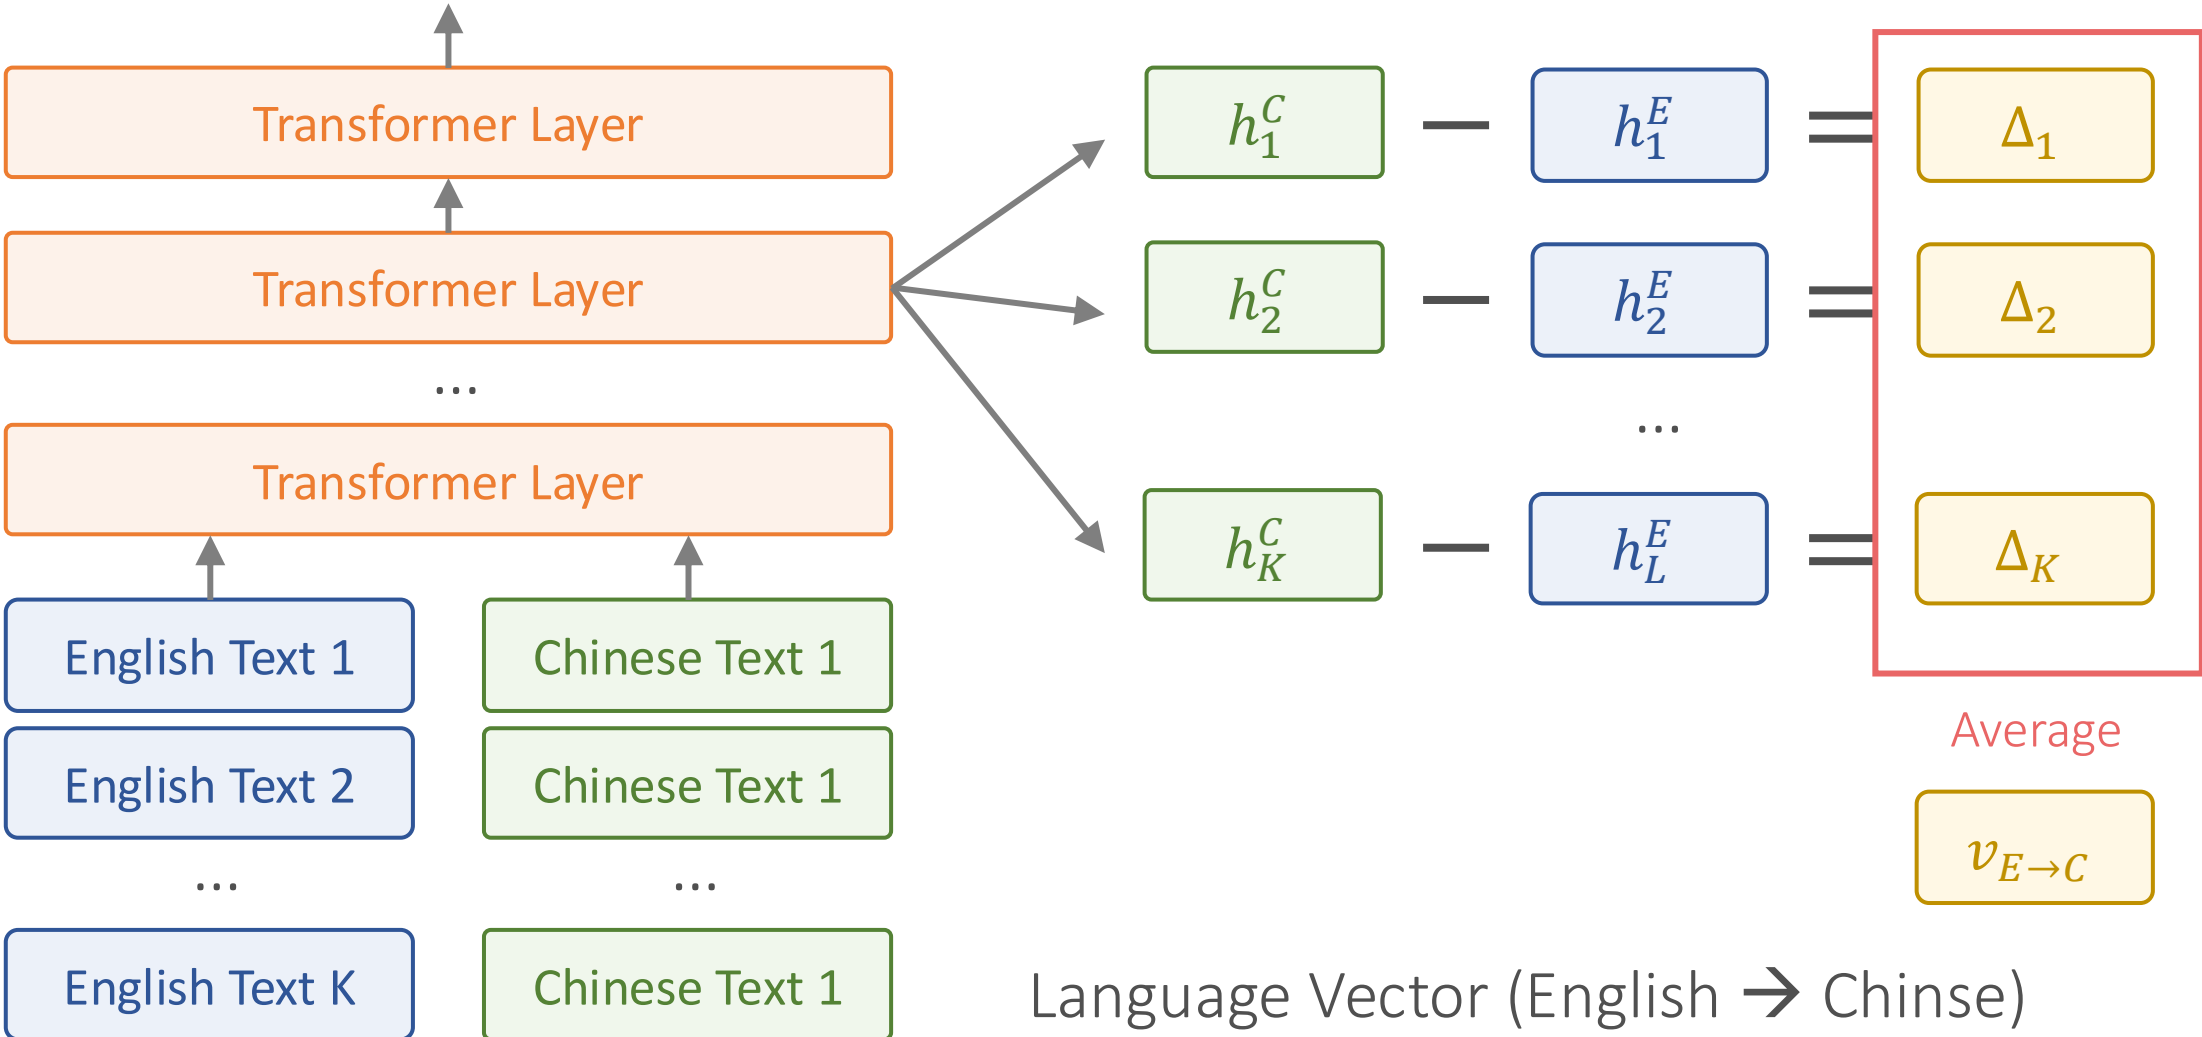 Transformer Layer
Transformer Layer
...
Transformer Layer
English Text 1
Chinese Text 1
English Text 2
Chinese Text 1
...
...
English Text K
Chinese Text 1
h_1^C — h_1^E = Δ_1
h_2^C — h_2^E = Δ_2
...
h_K^C — h_L^E = Δ_K
Average
v_{E→C}
Language Vector (English → Chinse)